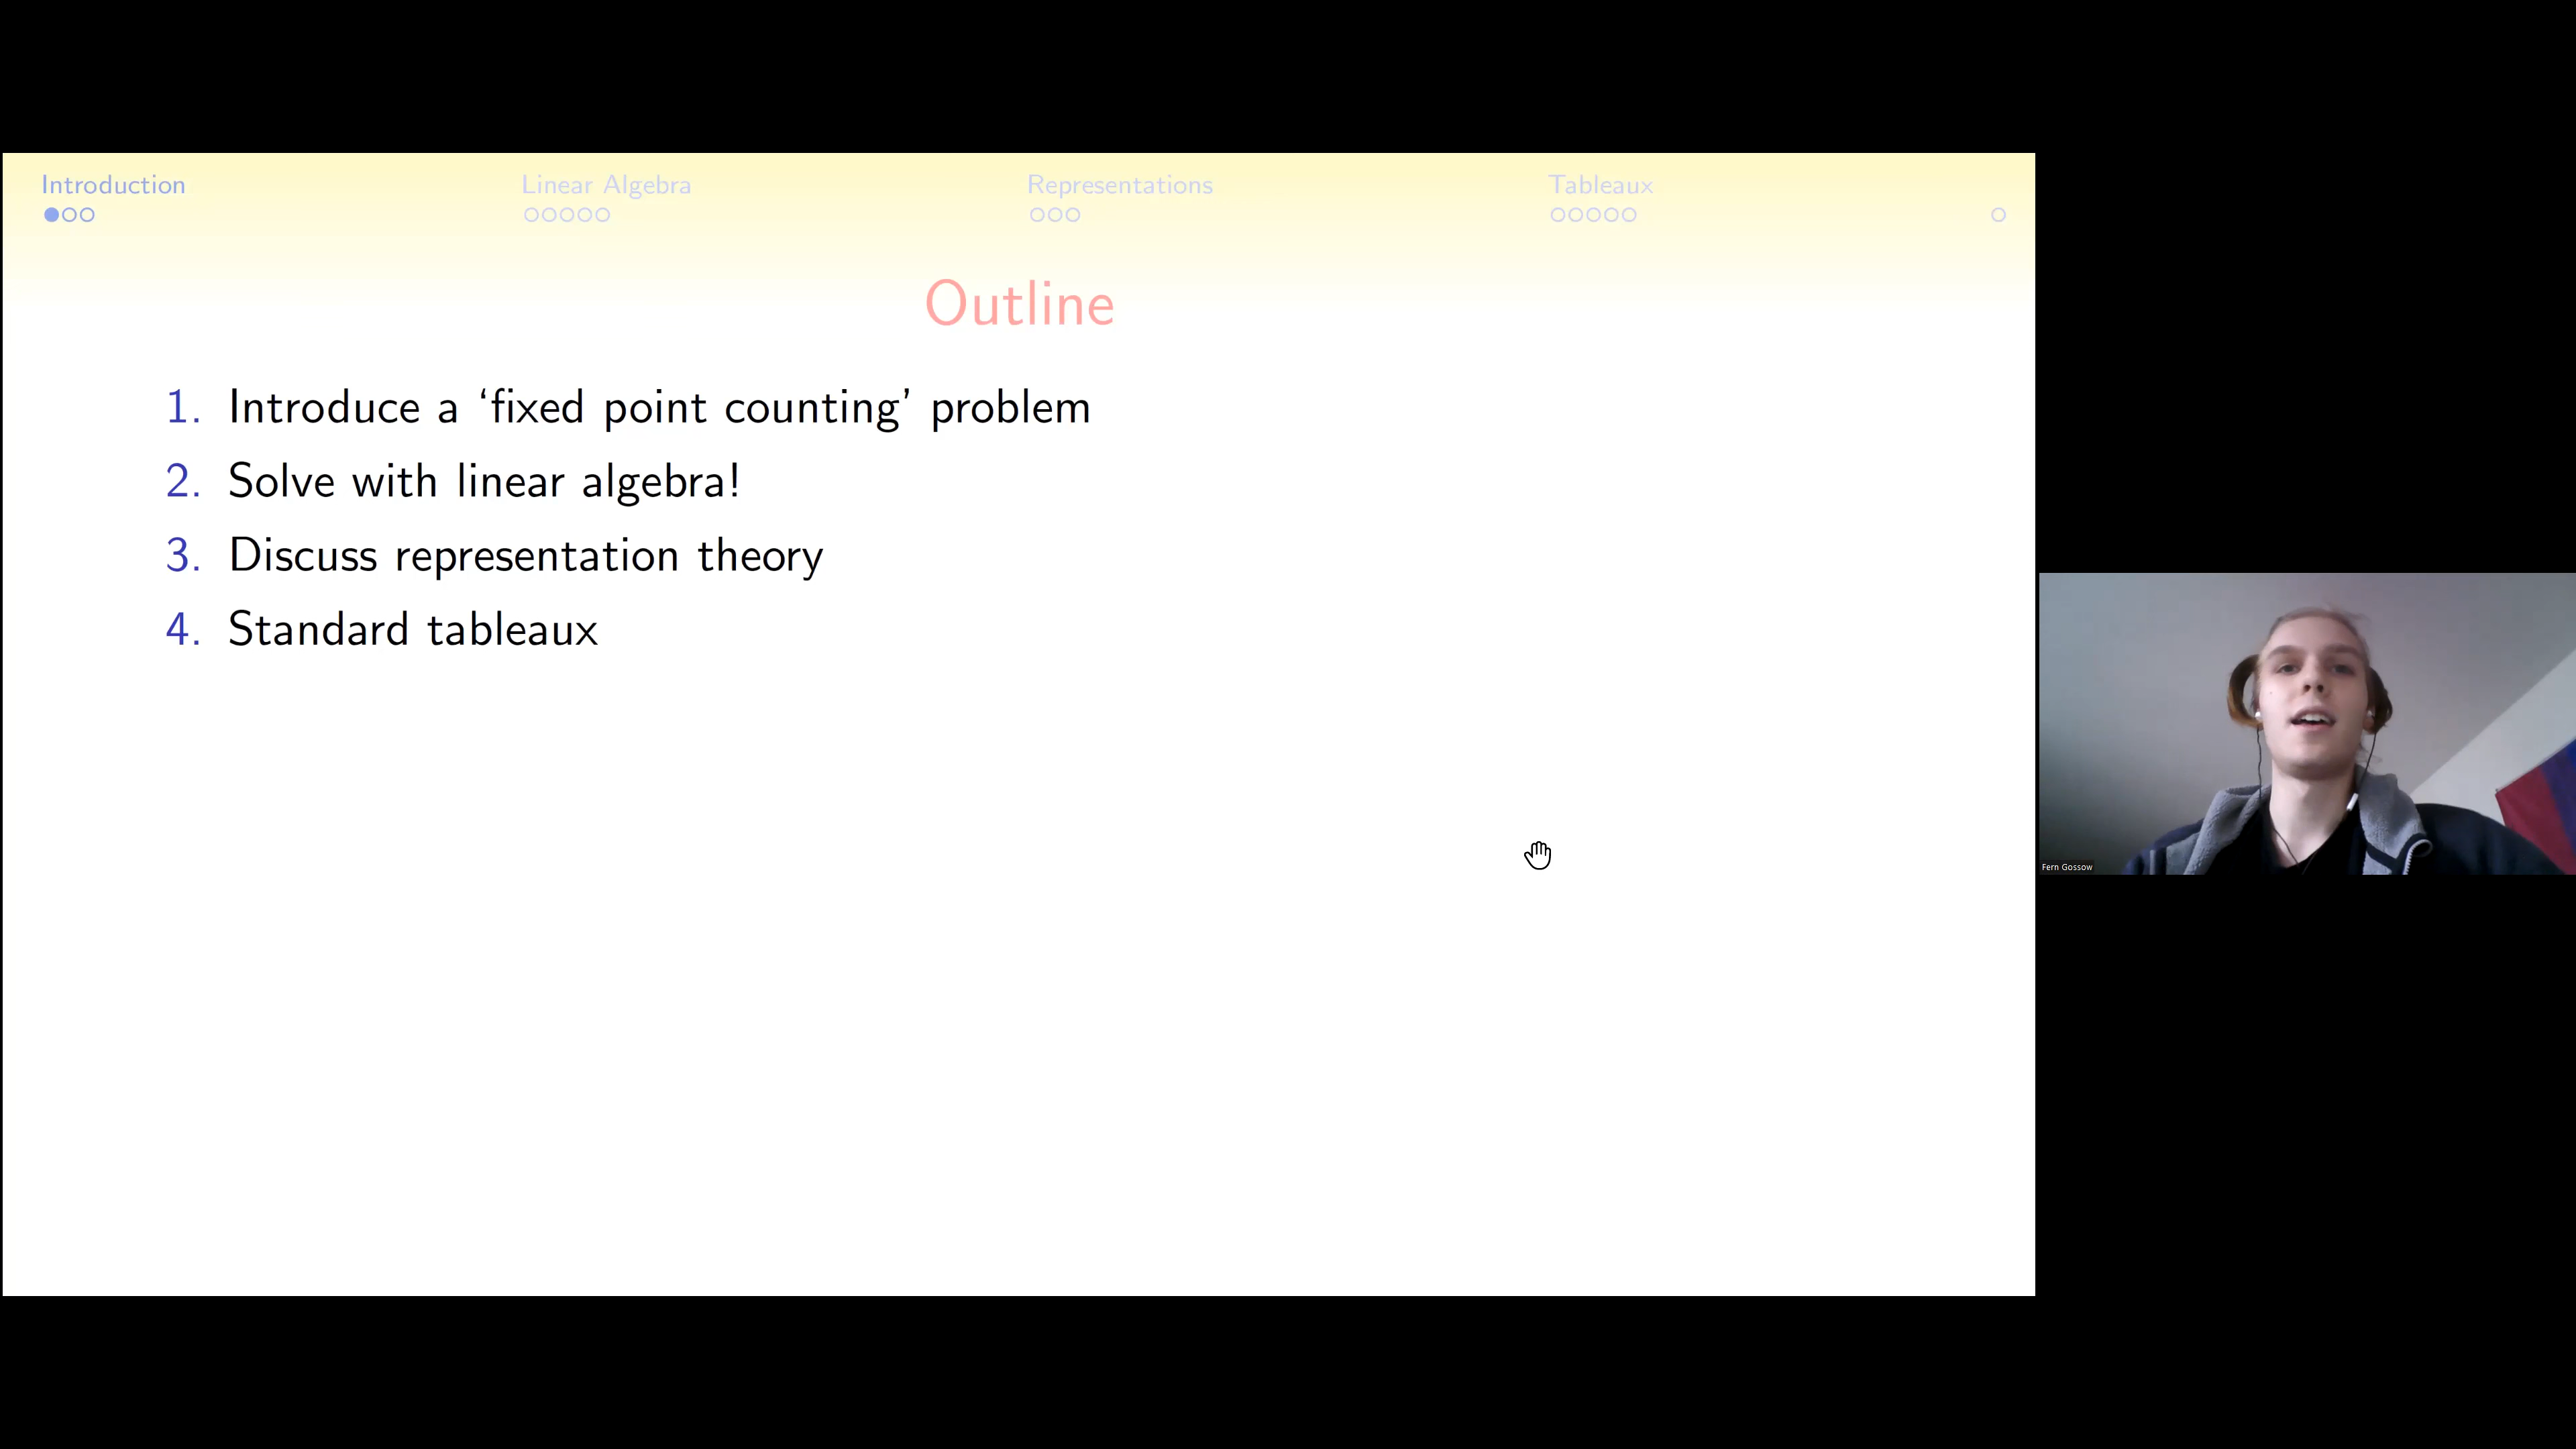 Introduction
Linear Algebra
Representations
Tableaux
Outline
1. Introduce a ‘fixed point counting’ problem
2. Solve with linear algebra!
3. Discuss representation theory
4. Standard tableaux
Fern Gossow